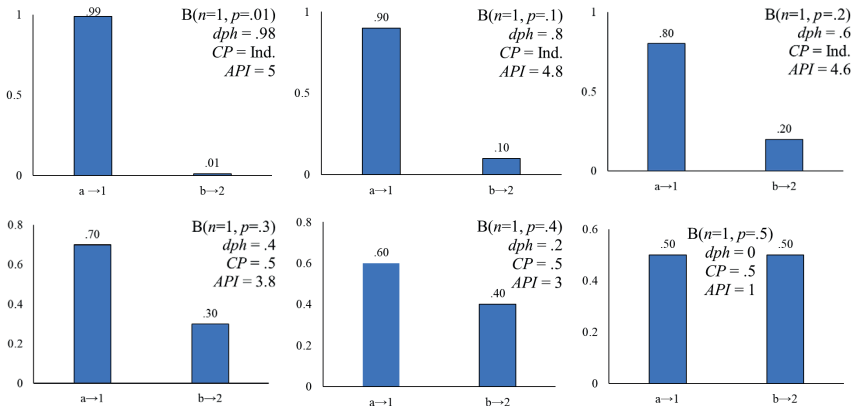 B(n=1, p=.01)
dph = .98
CP = Ind.
API = 5
1
0.5
0
.99
.01
a →1
b→2
B(n=1, p=.1)
dph = .8
CP = Ind.
API = 4.8
1
0.5
0
.90
.10
a→1
b→2
B(n=1, p=.2)
dph = .6
CP = Ind.
API = 4.6
1
0.5
0
.80
.20
a→1
b→2
B(n=1, p=.3)
dph = .4
CP = .5
API = 3.8
0.8
0.6
0.4
0.2
0
.70
.30
a→1
b→2
B(n=1, p=.4)
dph = .2
CP = .5
API = 3
0.8
0.6
0.4
0.2
0
.60
.40
a→1
b→2
B(n=1, p=.5)
dph = 0
CP = .5
API = 1
0.6
0.4
0.2
0
.50
.50
a→1
b→2